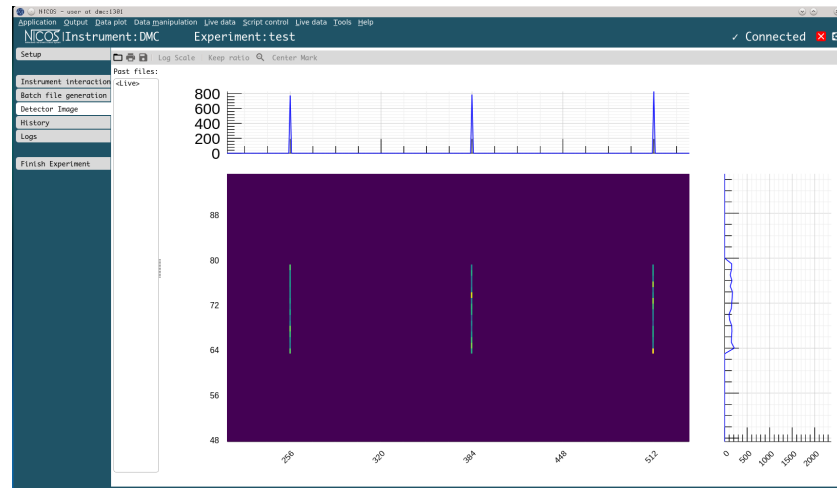 NICOS - user at dmc:1301
Application Output Data plot Data manipulation Live data Script control Live data Tools Help
NICOS Instrument:DMC Experiment:test ✓ Connected
Setup
Log Scale Keep ratio Center Mark
Past files:
<Live>
Instrument interaction
Batch file generation
Detector Image
History
Logs
Finish Experiment
800
600
400
200
0
88
80
72
64
56
48
256 320 384 448 512
0 500 1000 1500 2000